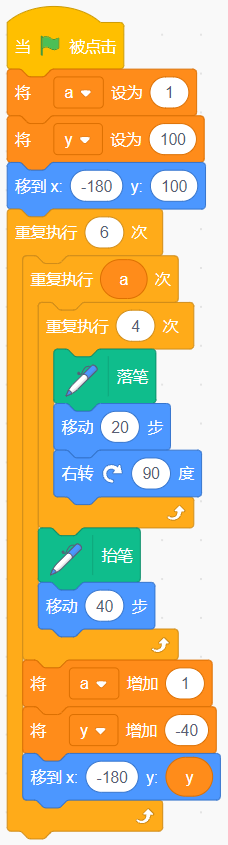 当 被点击
将 a 设为 1
将 y 设为 100
移到 x: -180 y: 100
重复执行 6 次
重复执行 a 次
重复执行 4 次
落笔
移动 20 步
右转 90 度
抬笔
移动 40 步
将 a 增加 1
将 y 增加 -40
移到 x: -180 y: y